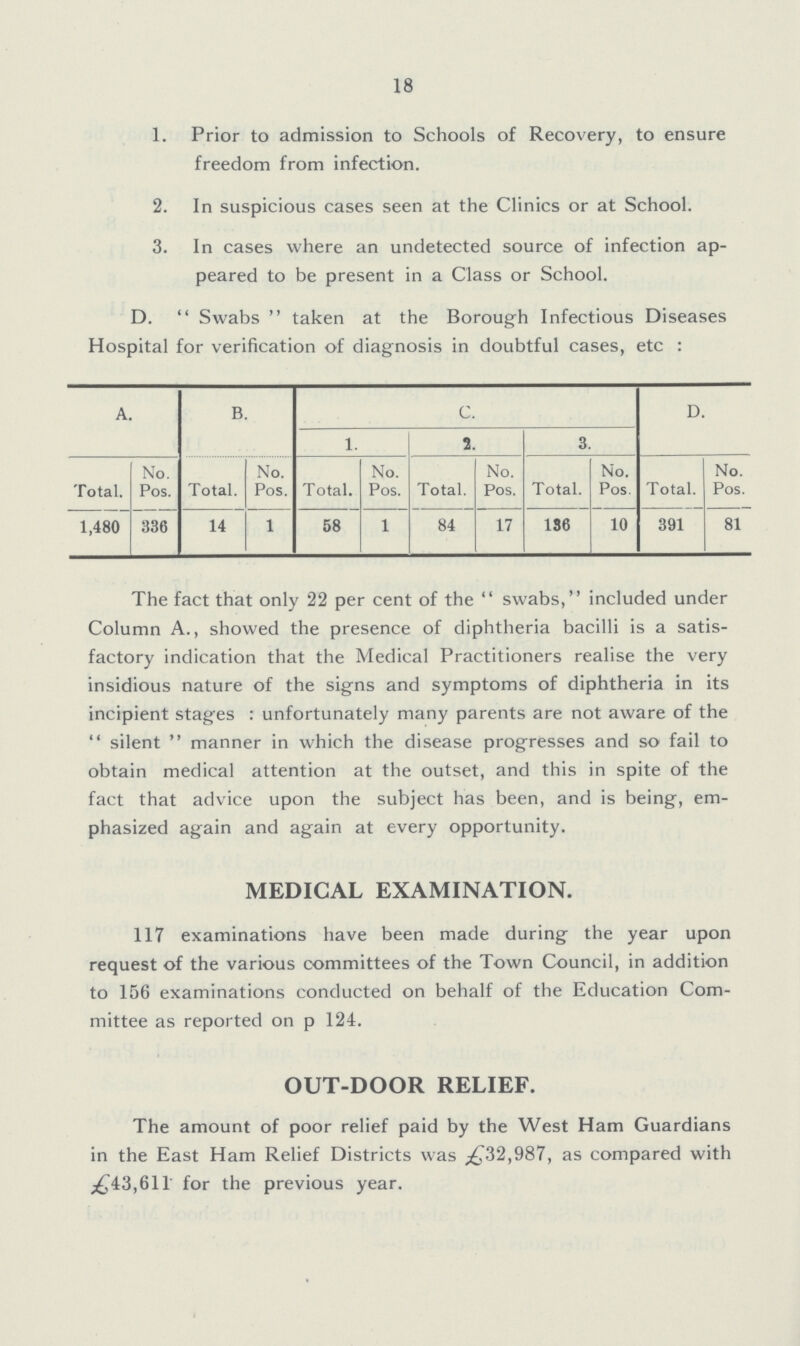 18
1. Prior to admission to Schools of Recovery, to ensure
freedom from infection.
2. In suspicious cases seen at the Clinics or at School.
3. In cases where an undetected source of infection ap-
peared to be present in a Class or School.
D. “ Swabs ” taken at the Borough Infectious Diseases
Hospital for verification of diagnosis in doubtful cases, etc :
A. B. C. D.
1. 2. 3.
Total. No. Pos. Total. No. Pos. Total. No. Pos. Total. No. Pos. Total. No. Pos. Total. No. Pos.
1,480 336 14 1 58 1 84 17 136 10 391 81
The fact that only 22 per cent of the “ swabs,” included under
Column A., showed the presence of diphtheria bacilli is a satis-
factory indication that the Medical Practitioners realise the very
insidious nature of the signs and symptoms of diphtheria in its
incipient stages : unfortunately many parents are not aware of the
“ silent ” manner in which the disease progresses and so fail to
obtain medical attention at the outset, and this in spite of the
fact that advice upon the subject has been, and is being, em-
phasized again and again at every opportunity.
MEDICAL EXAMINATION.
117 examinations have been made during the year upon
request of the various committees of the Town Council, in addition
to 156 examinations conducted on behalf of the Education Com-
mittee as reported on p 124.
OUT-DOOR RELIEF.
The amount of poor relief paid by the West Ham Guardians
in the East Ham Relief Districts was £32,987, as compared with
£43,611 for the previous year.